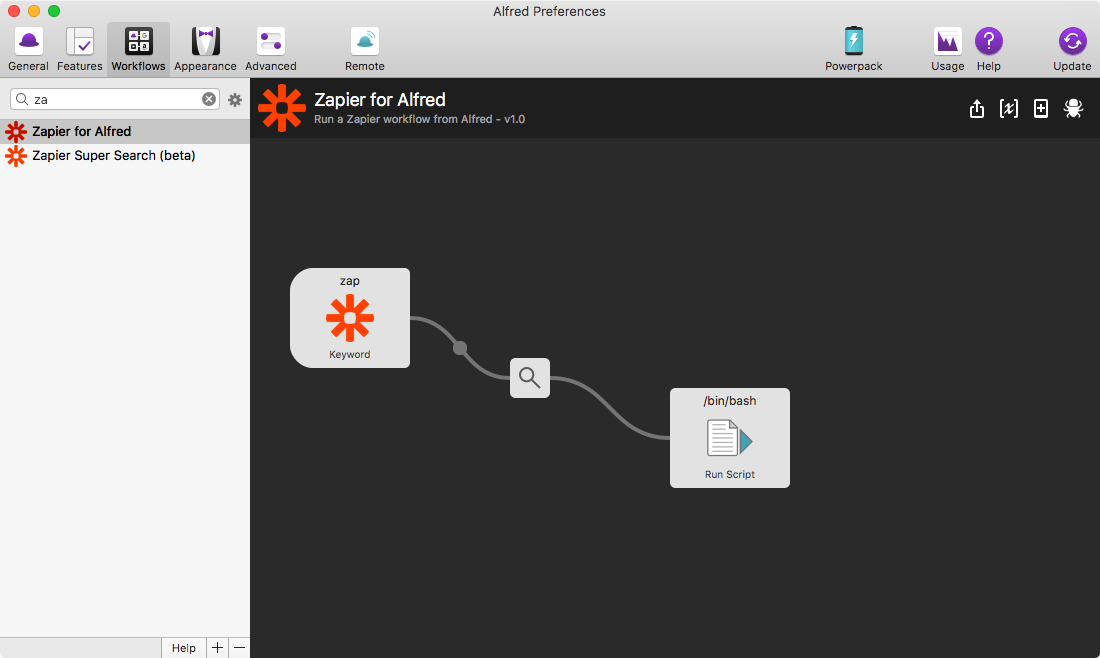 Alfred Preferences
General
Features
Workflows
Appearance
Advanced
Remote
Powerpack
Usage
Help
Update
za
Zapier for Alfred
Zapier Super Search (beta)
Zapier for Alfred
Run a Zapier workflow from Alfred - v1.0
zap
Keyword
/bin/bash
Run Script
Help